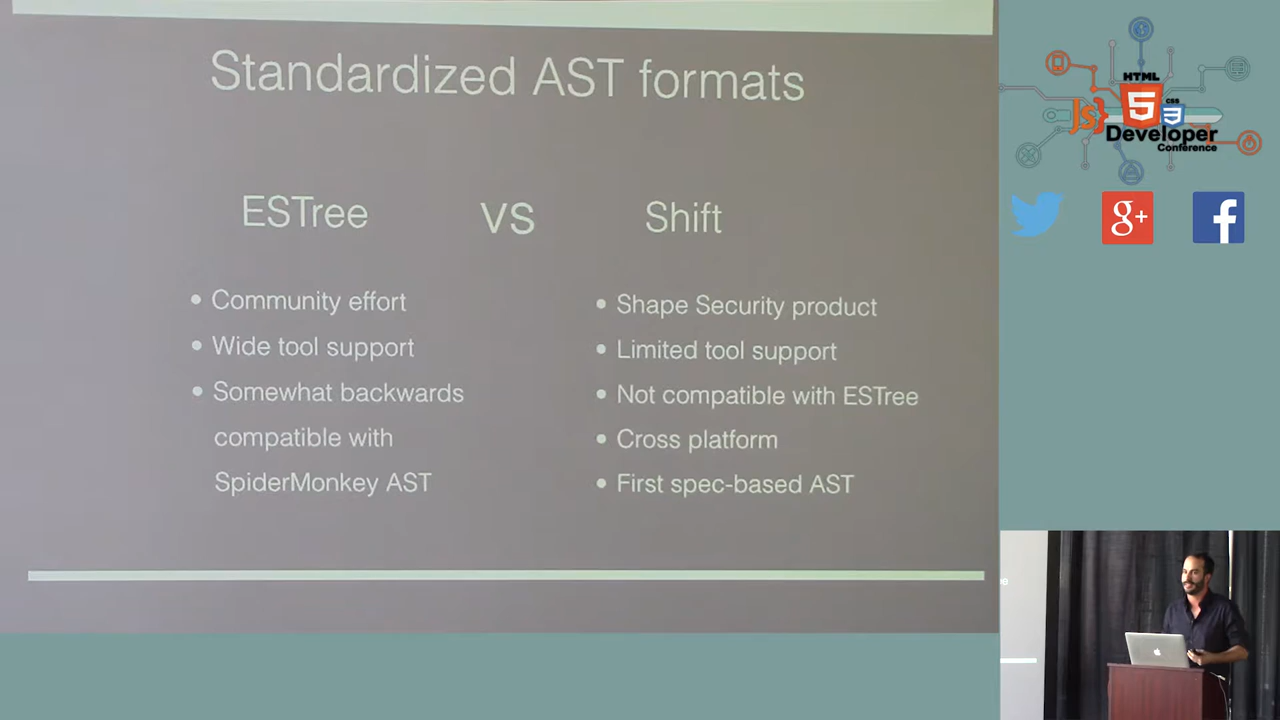 Standardized AST formats
ESTree vs Shift
• Community effort
• Wide tool support
• Somewhat backwards
compatible with
SpiderMonkey AST
• Shape Security product
• Limited tool support
• Not compatible with ESTree
• Cross platform
• First spec-based AST
HTML
5
CSS
3
JS}
Developer
Conference
g+
f